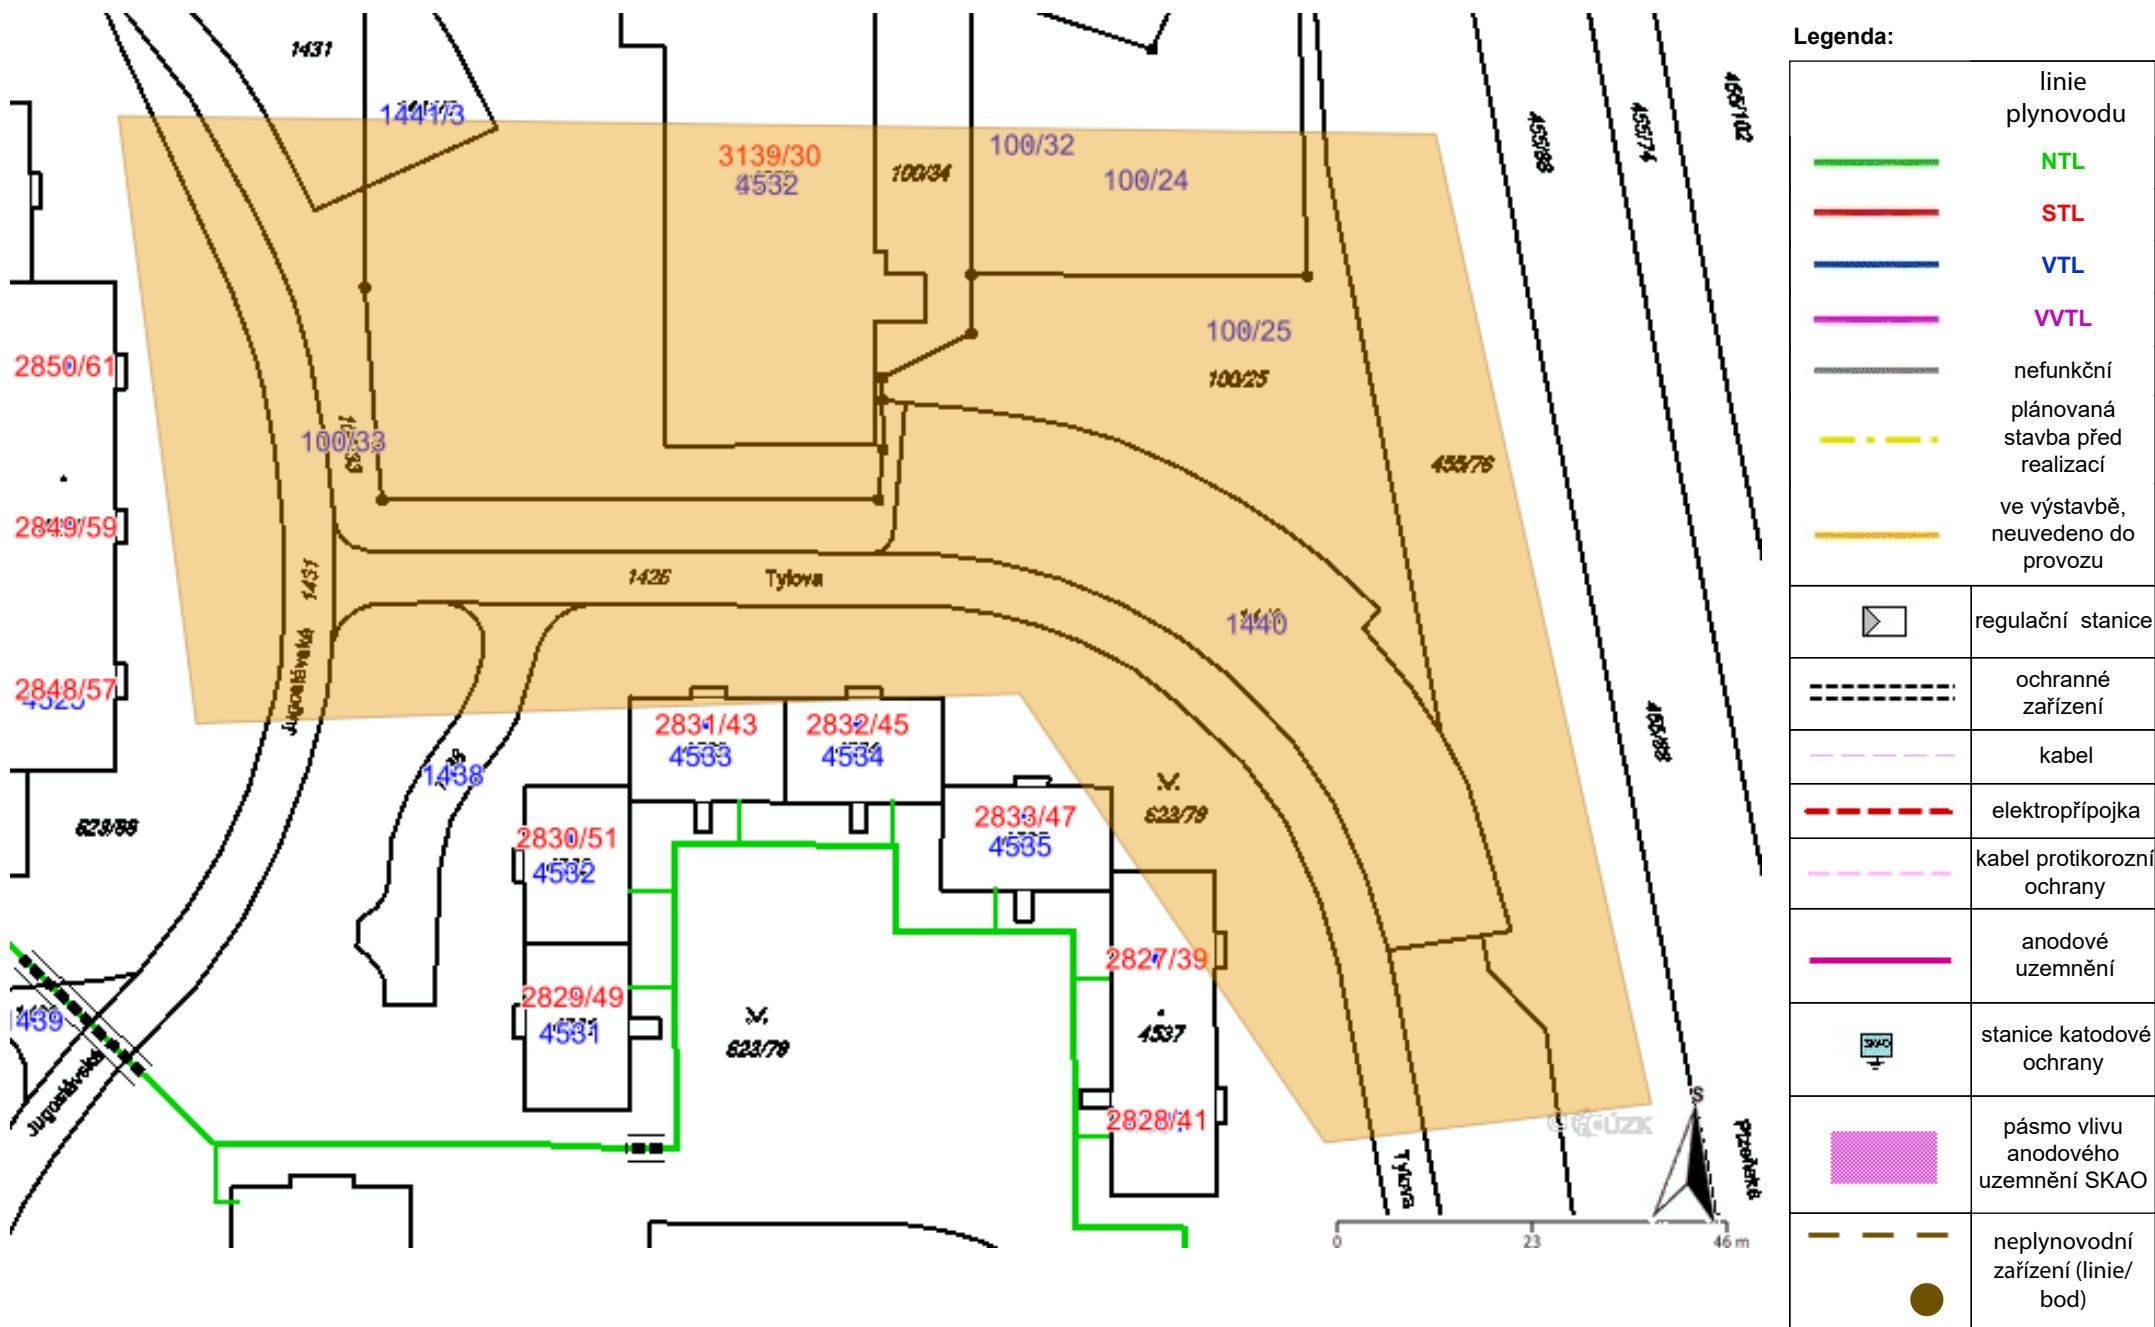 1431
1441/3
3139/30
4532
100/34
100/32
100/24
455/88
455/74
455/102
100/25
100/25
2850/61
100/33
455/76
2849/59
1431
1426
Tylova
1440
Jugoslávská
2848/57
4525
2831/43
4533
2832/45
4534
455/88
1438
623/79
623/88
2830/51
4532
2833/47
4535
2827/39
2829/49
4531
1439
623/79
4537
Jugoslávská
2828/41
Tylova
S
Plzeňská
0
23
46 m
Legenda:
linie
plynovodu
NTL
STL
VTL
VVTL
nefunkční
plánovaná
stavba před
realizací
ve výstavbě,
neuvedeno do
provozu
regulační stanice
ochranné
zařízení
kabel
elektropřípojka
kabel protikorozní
ochrany
anodové
uzemnění
SKAO
stanice katodové
ochrany
pásmo vlivu
anodového
uzemnění SKAO
neplynovodní
zařízení (linie/
bod)